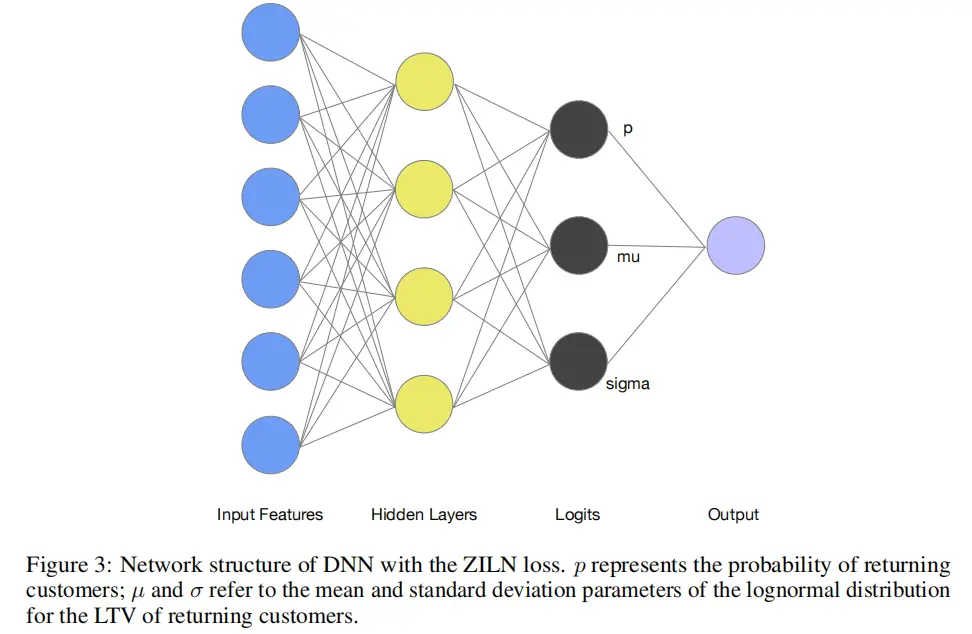 p
mu
sigma
Input Features
Hidden Layers
Logits
Output
Figure 3: Network structure of DNN with the ZILN loss. p represents the probability of returning
customers; μ and σ refer to the mean and standard deviation parameters of the lognormal distribution
for the LTV of returning customers.